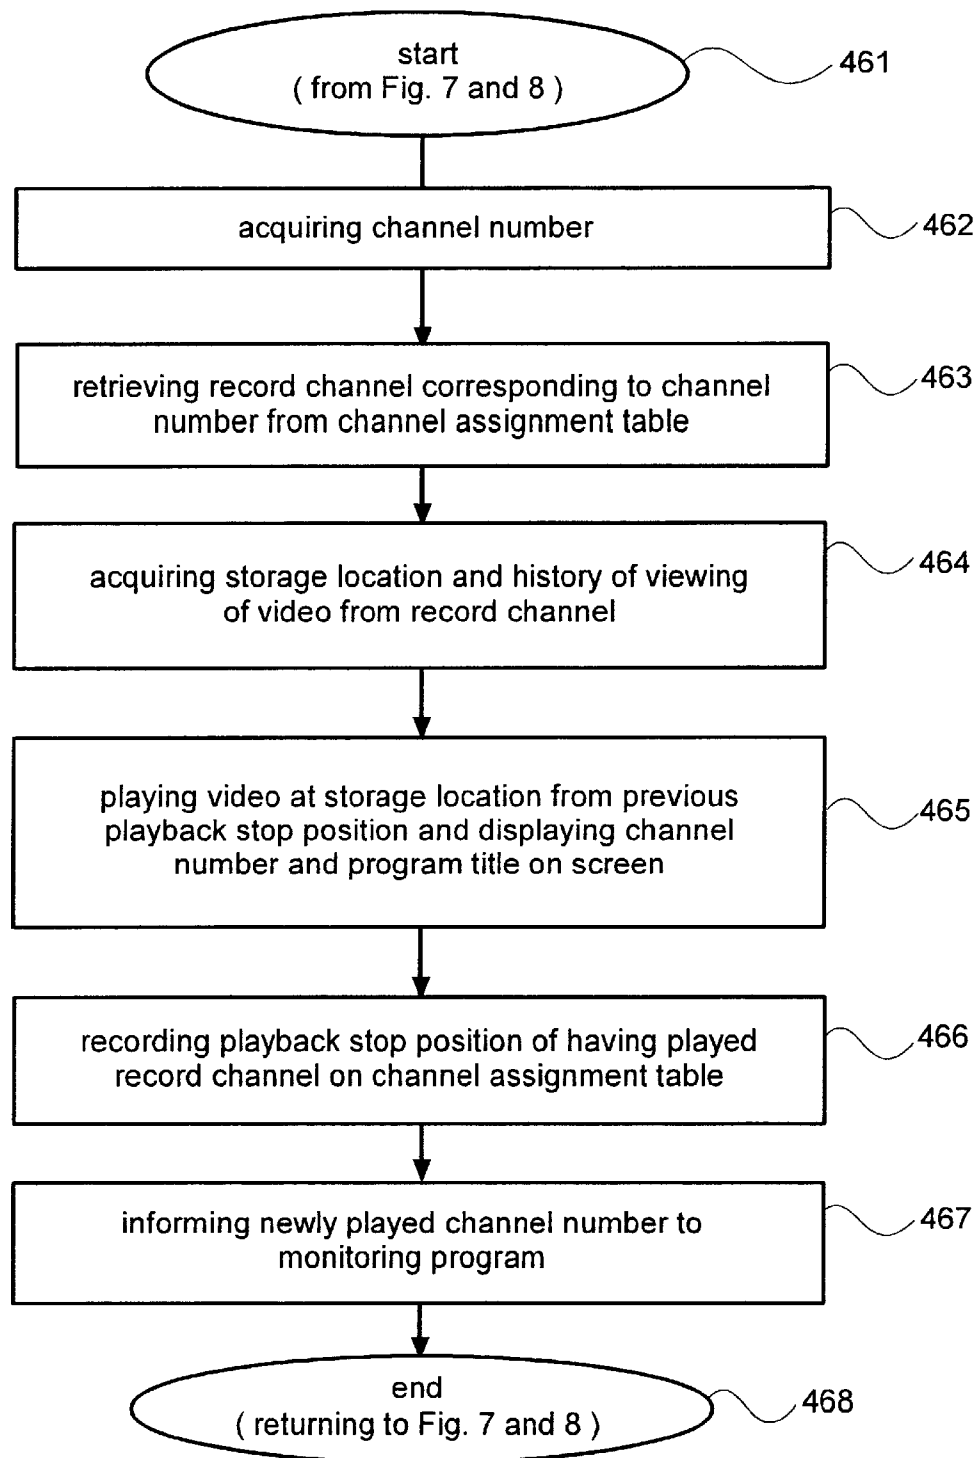 start
( from Fig. 7 and 8 )
461
acquiring channel number
462
retrieving record channel corresponding to channel
number from channel assignment table
463
acquiring storage location and history of viewing
of video from record channel
464
playing video at storage location from previous
playback stop position and displaying channel
number and program title on screen
465
recording playback stop position of having played
record channel on channel assignment table
466
informing newly played channel number to
monitoring program
467
end
( returning to Fig. 7 and 8 )
468